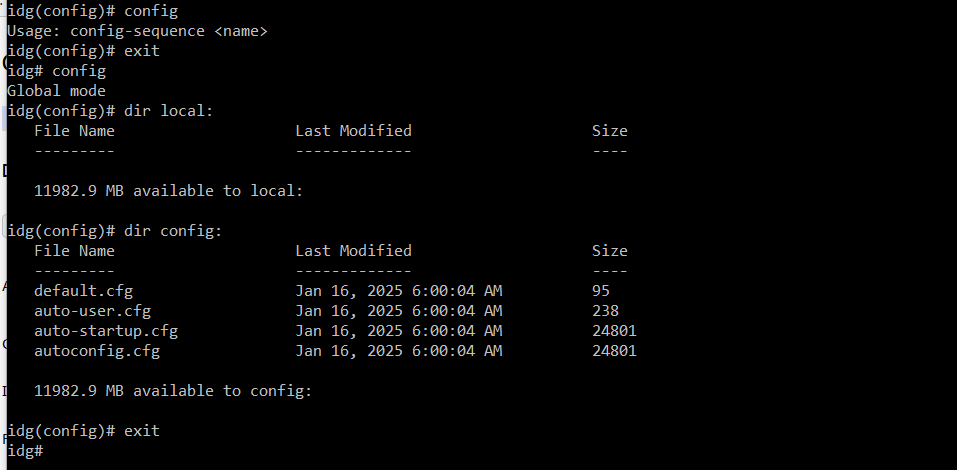 idg(config)# config
Usage: config-sequence <name>
idg(config)# exit
idg# config
Global mode
idg(config)# dir local:
   File Name                    Last Modified                    Size
   ---------                    -------------                    ----

   11982.9 MB available to local:

idg(config)# dir config:
   File Name                    Last Modified                    Size
   ---------                    -------------                    ----
   default.cfg                  Jan 16, 2025 6:00:04 AM          95
   auto-user.cfg                Jan 16, 2025 6:00:04 AM          238
   auto-startup.cfg             Jan 16, 2025 6:00:04 AM          24801
   autoconfig.cfg               Jan 16, 2025 6:00:04 AM          24801

   11982.9 MB available to config:

idg(config)# exit
idg#